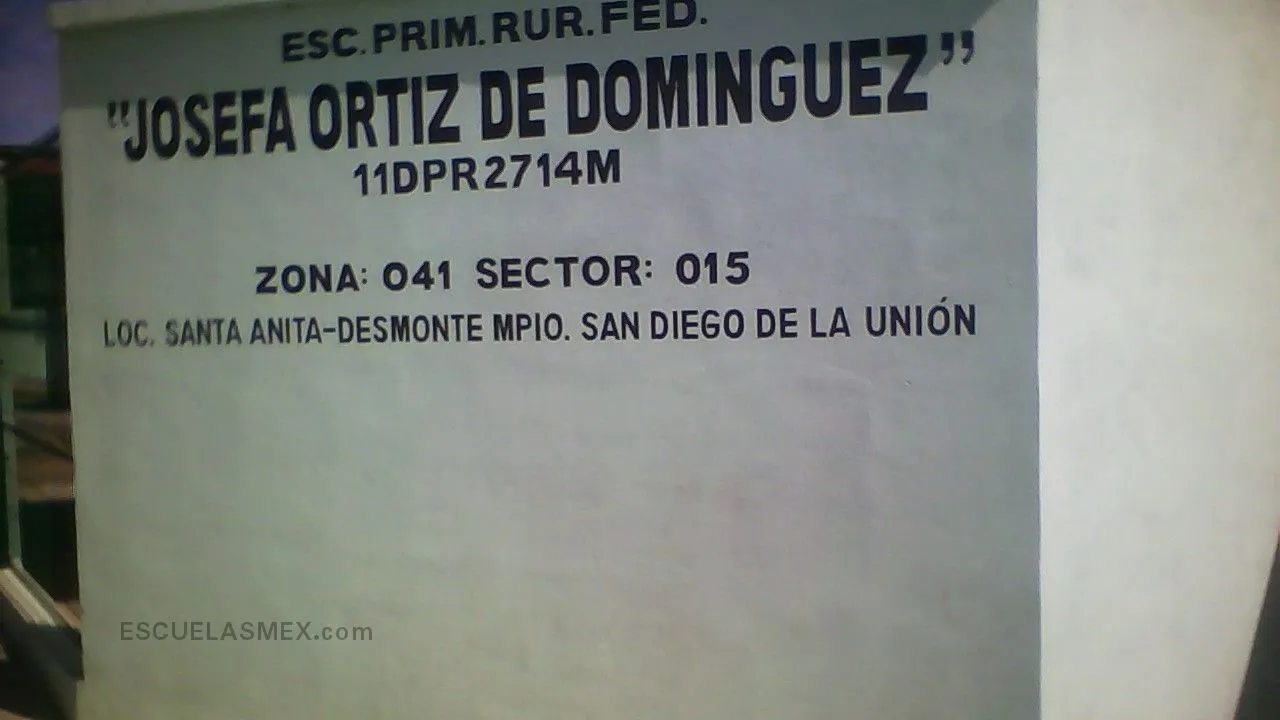 ESC. PRIM. RUR. FED.
"JOSEFA ORTIZ DE DOMINGUEZ"
11DPR2714M
ZONA: 041 SECTOR: 015
LOC. SANTA ANITA-DESMONTE MPIO. SAN DIEGO DE LA UNIÓN
ESCUELASMEX.com